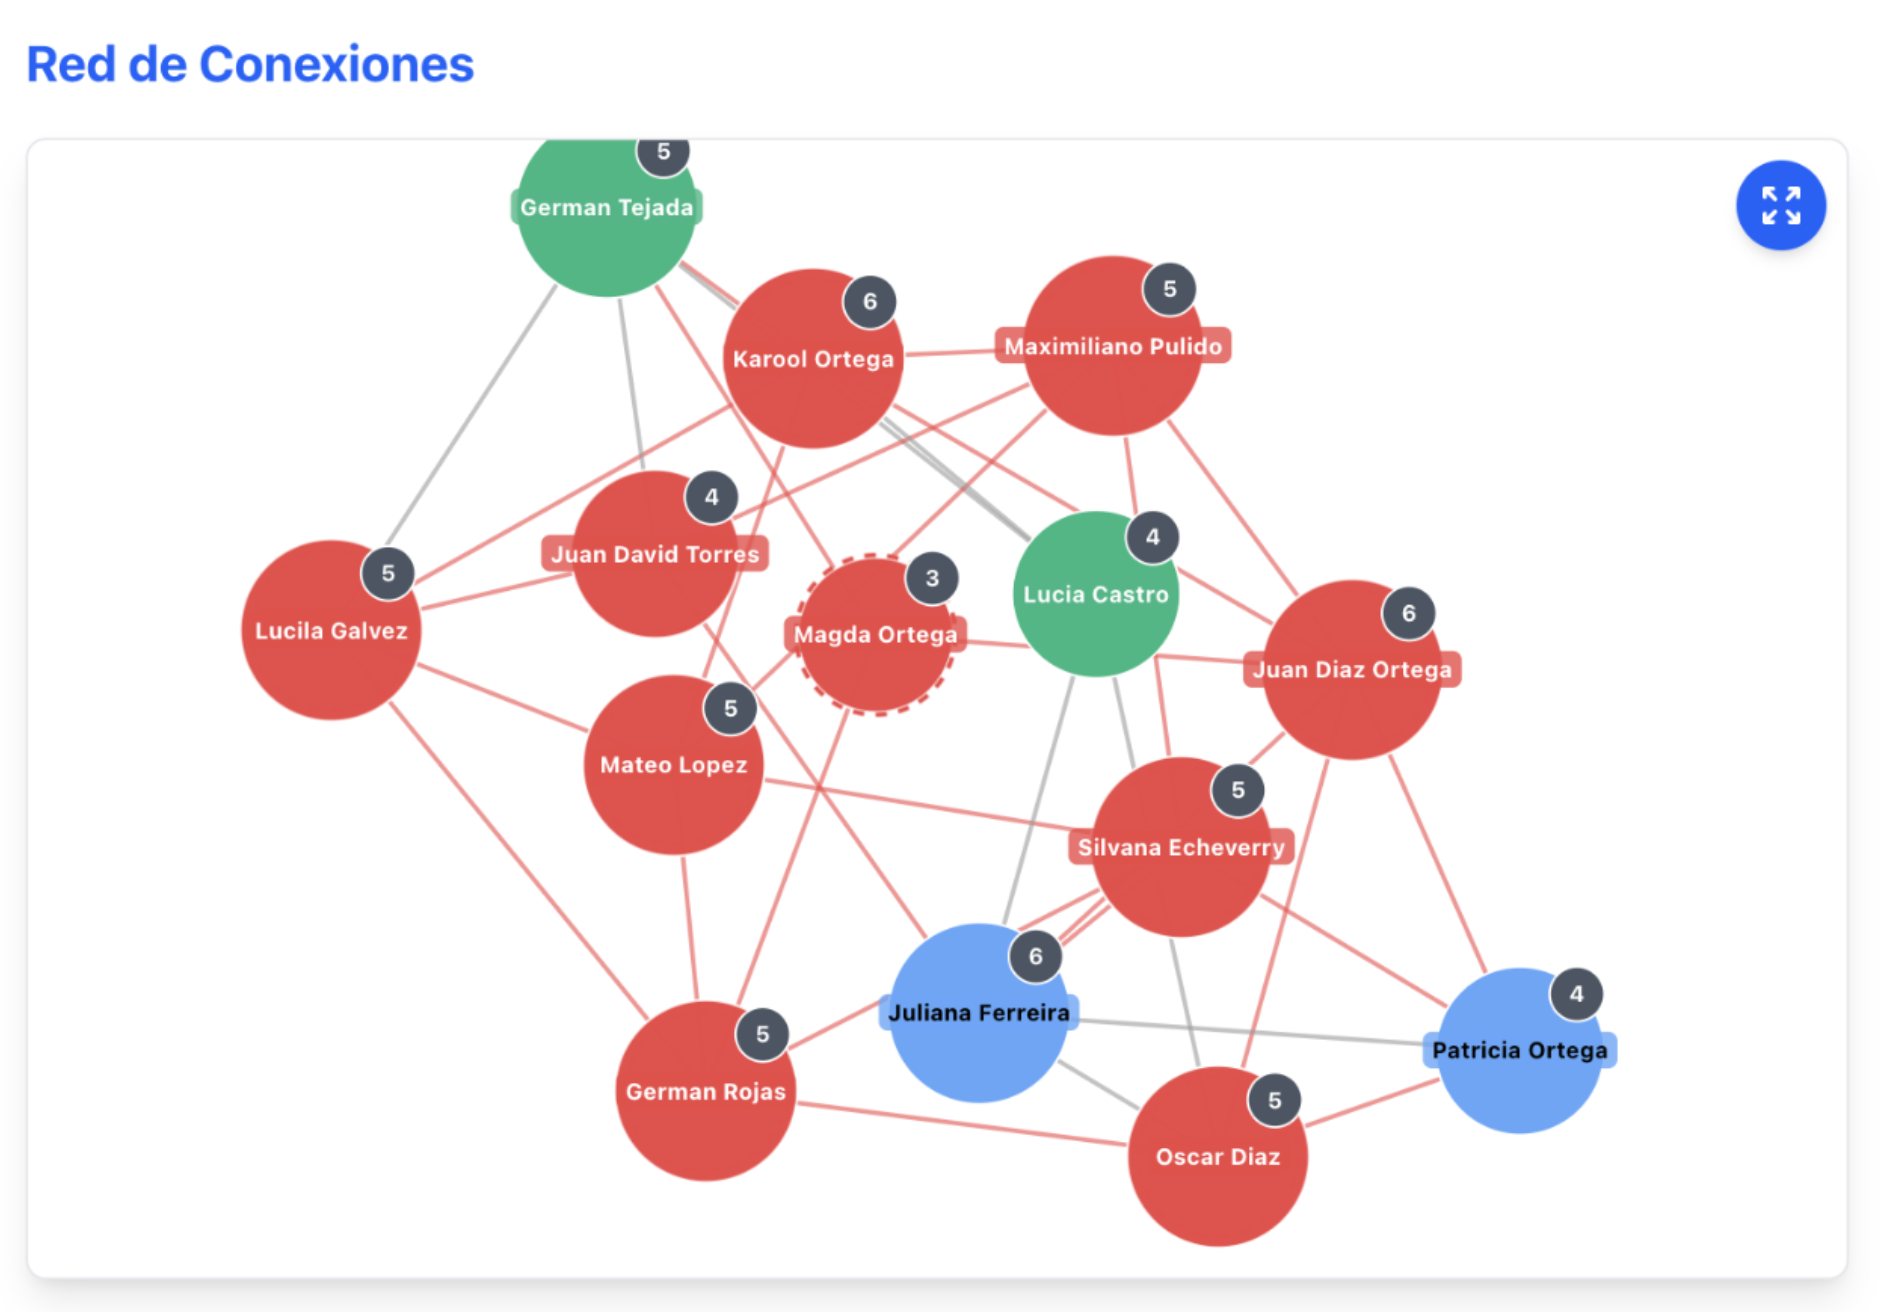 Red de Conexiones
5
German Tejada
6
Karool Ortega
5
Maximiliano Pulido
4
Juan David Torres
5
Lucila Galvez
3
Magda Ortega
4
Lucia Castro
6
Juan Diaz Ortega
5
Mateo Lopez
5
Silvana Echeverry
6
Juliana Ferreira
4
Patricia Ortega
5
German Rojas
5
Oscar Diaz